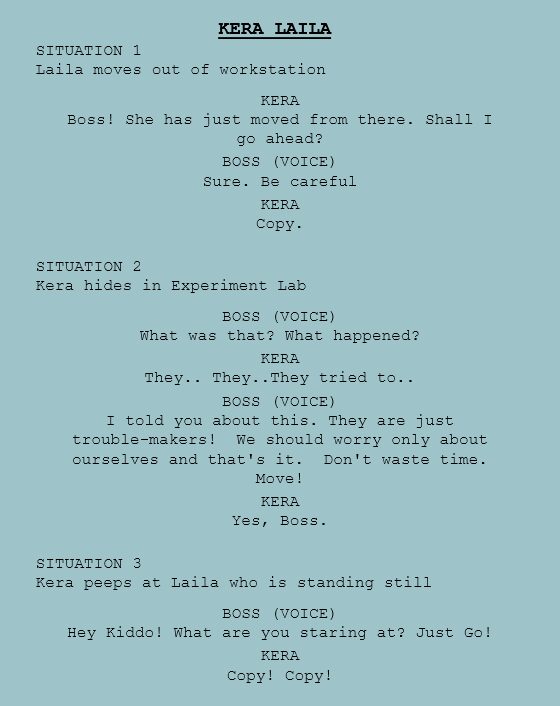 KERA LAILA
SITUATION 1
Laila moves out of workstation
KERA
Boss! She has just moved from there. Shall I
go ahead?
BOSS (VOICE)
Sure. Be careful
KERA
Copy.
SITUATION 2
Kera hides in Experiment Lab
BOSS (VOICE)
What was that? What happened?
KERA
They.. They..They tried to..
BOSS (VOICE)
I told you about this. They are just
trouble-makers!  We should worry only about
ourselves and that's it.  Don't waste time.
Move!
KERA
Yes, Boss.
SITUATION 3
Kera peeps at Laila who is standing still
BOSS (VOICE)
Hey Kiddo! What are you staring at? Just Go!
KERA
Copy! Copy!